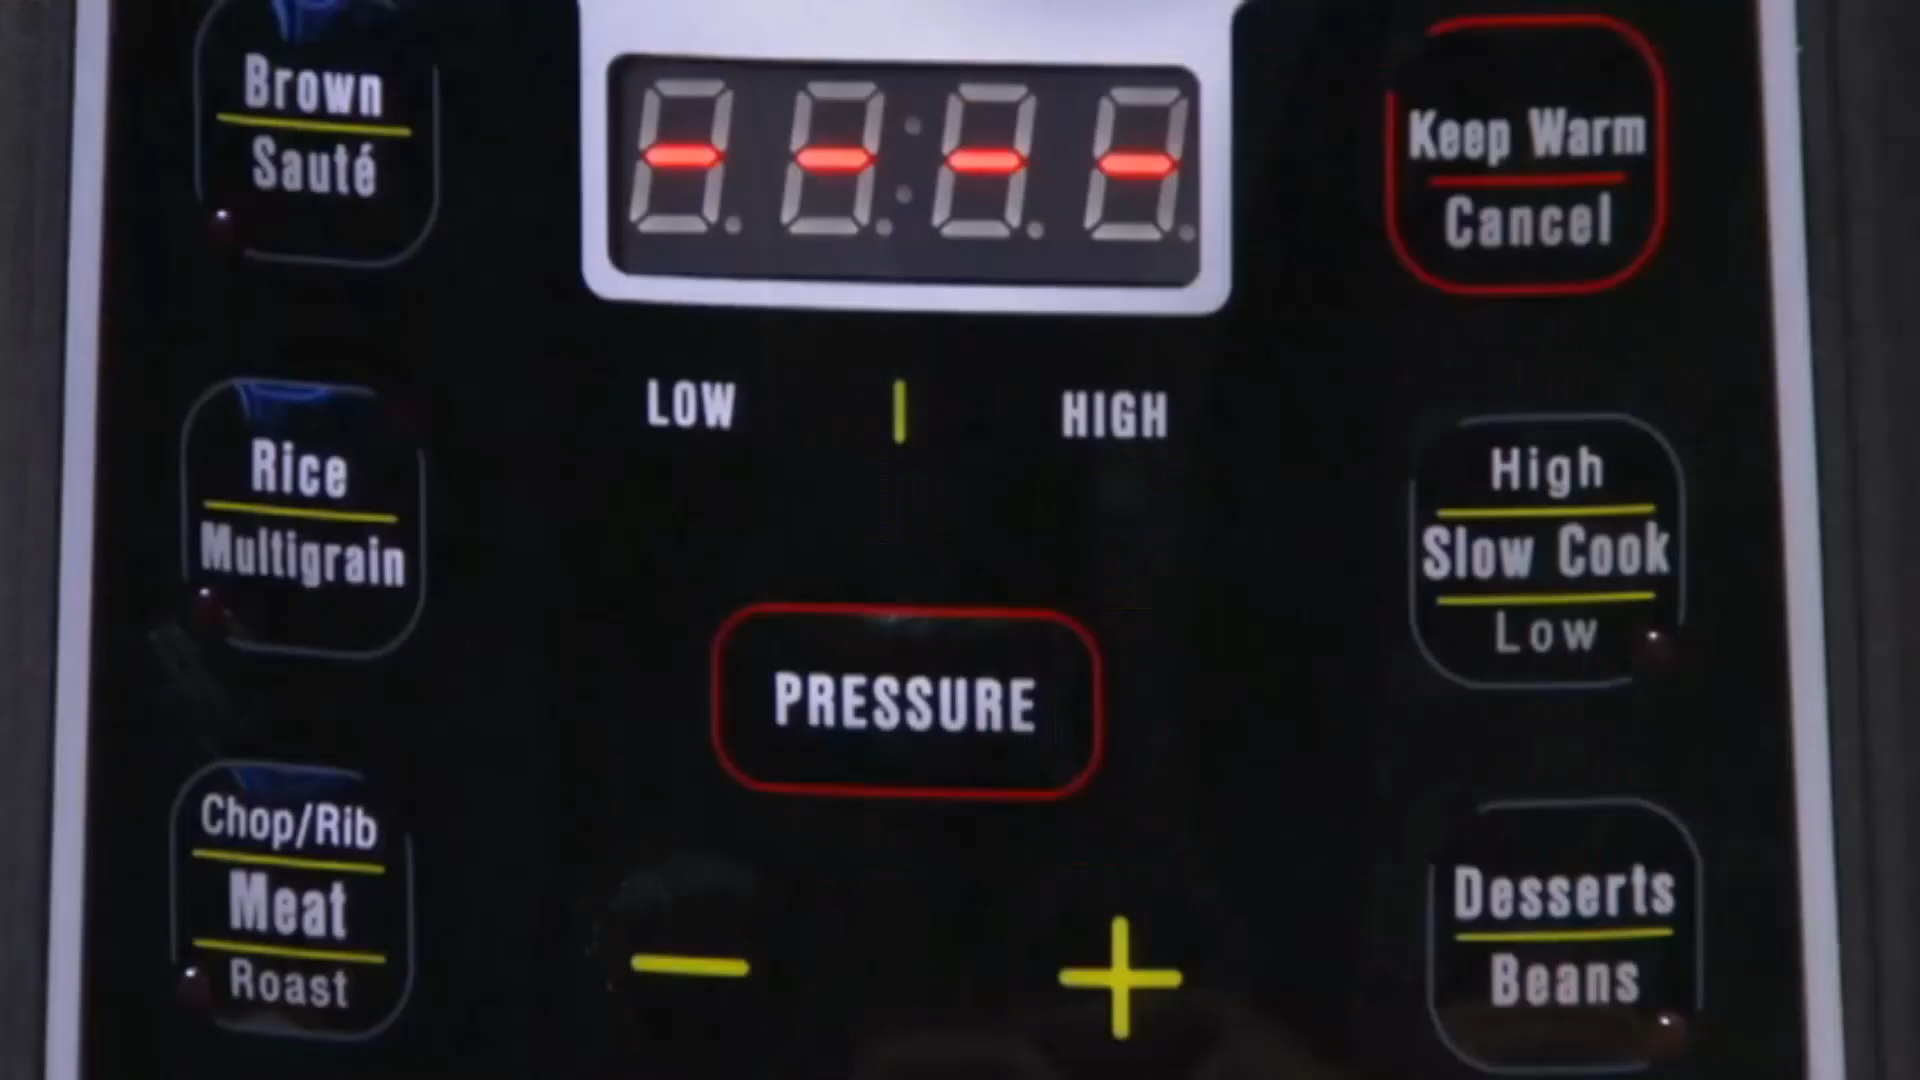 Brown
Sauté
- - - -
Keep Warm
Cancel
LOW | HIGH
Rice
Multigrain
High
Slow Cook
Low
PRESSURE
Chop/Rib
Meat
Roast
− +
Desserts
Beans